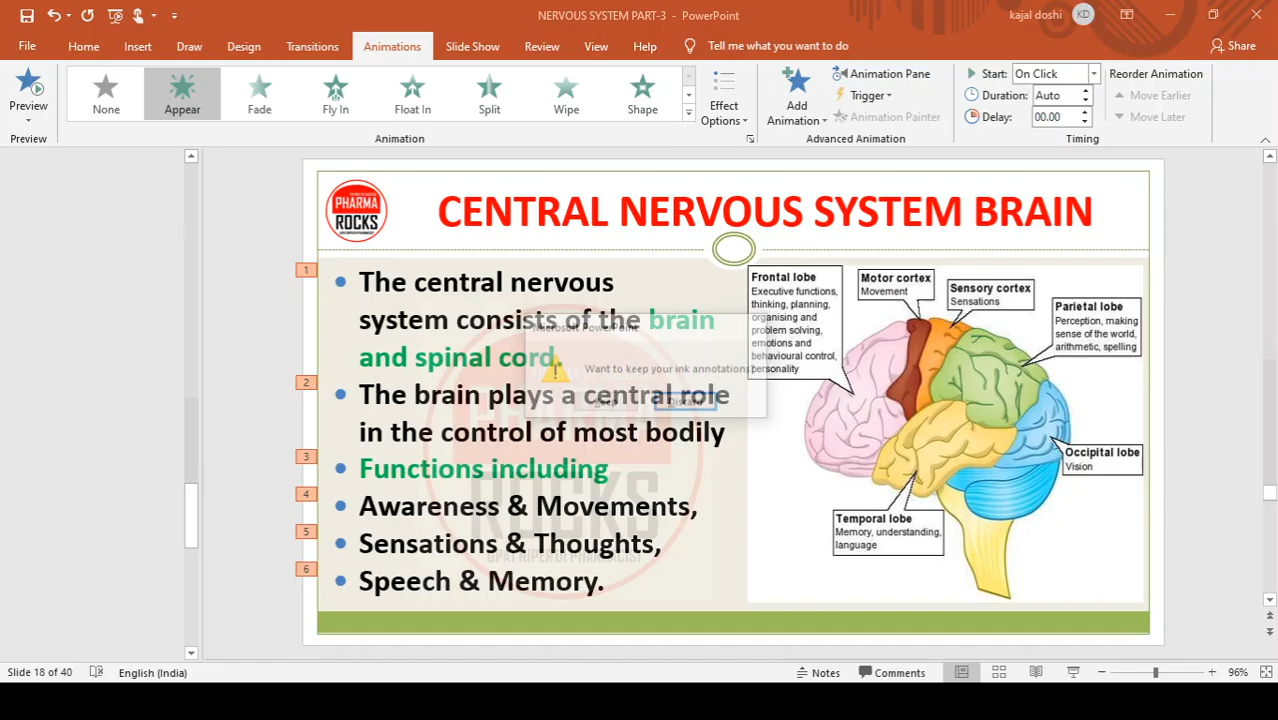 NERVOUS SYSTEM PART-3 - PowerPoint
kajal doshi
KD
File
Home
Insert
Draw
Design
Transitions
Animations
Slide Show
Review
View
Help
Tell me what you want to do
Share
Preview
None
Appear
Fade
Fly In
Float In
Split
Wipe
Shape
Effect
Options
Add
Animation
Animation Pane
Trigger
Animation Painter
Start: On Click
Duration: Auto
Delay: 00.00
Reorder Animation
Move Earlier
Move Later
Preview
Animation
Advanced Animation
Timing
PHARMA
ROCKS
CENTRAL NERVOUS SYSTEM BRAIN
1
• The central nervous
system consists of the brain
and spinal cord.
2
• The brain plays a central role
in the control of most bodily
3
• Functions including
4
• Awareness & Movements,
5
• Sensations & Thoughts,
6
• Speech & Memory.
Microsoft PowerPoint
Want to keep your ink annotations?
Keep
Discard
ROCKS
Frontal lobe
Executive functions,
thinking, planning,
organising and
problem solving,
emotions and
behavioural control,
personality
Motor cortex
Movement
Sensory cortex
Sensations
Parietal lobe
Perception, making
sense of the world,
arithmetic, spelling
Occipital lobe
Vision
Temporal lobe
Memory, understanding,
language
Slide 18 of 40
English (India)
Notes
Comments
96%